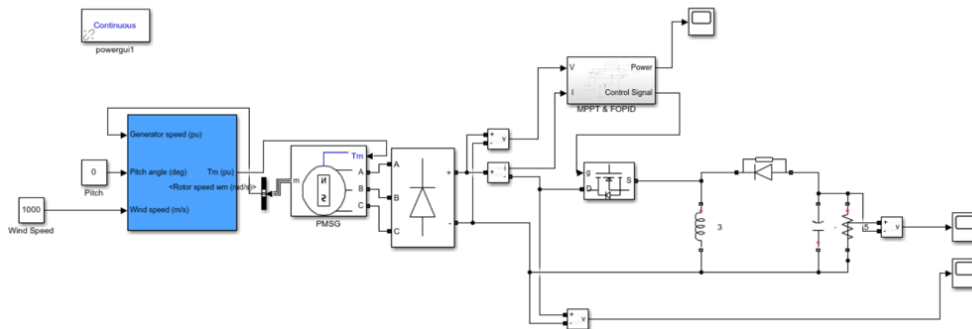 Continuous
powergui1
Power
V
Control Signal
I
MPPT & FOPID
Generator speed (pu)
0
Pitch angle (deg)
Pitch
Tm (pu)
<Rotor speed wm (rad/s)>
1000
Wind speed (m/s)
Wind Speed
m
Tm
A
B
C
N
S
PMSG
A
B
C
+
-
+
-
v
+
-
i
g
D
S
3
+
-
v
+
-
v